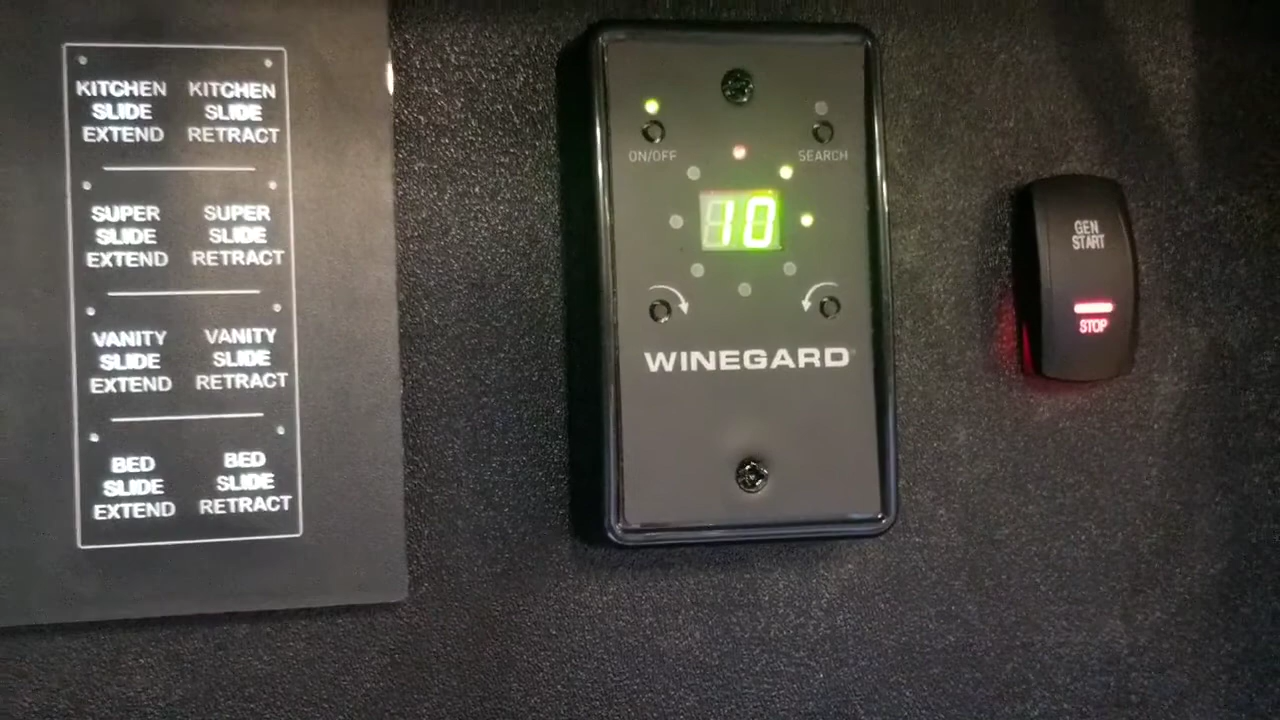 KITCHEN SLIDE EXTEND
KITCHEN SLIDE RETRACT
SUPER SLIDE EXTEND
SUPER SLIDE RETRACT
VANITY SLIDE EXTEND
VANITY SLIDE RETRACT
BED SLIDE EXTEND
BED SLIDE RETRACT
ON/OFF
SEARCH
10
WINEGARD
GEN
START
STOP